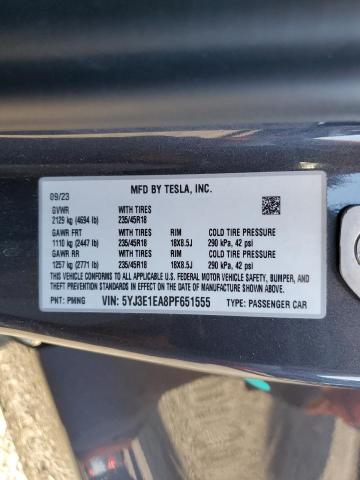 MFD BY TESLA, INC.
09/23
GVWR WITH TIRES
2129 kg (4694 lb) 235/45R18
GAWR FRT WITH TIRES RIM COLD TIRE PRESSURE
1110 kg (2447 lb) 235/45R18 18X8.5J 290 kPa, 42 psi
GAWR RR WITH TIRES RIM COLD TIRE PRESSURE
1257 kg (2771 lb) 235/45R18 18X8.5J 290 kPa, 42 psi
THIS VEHICLE CONFORMS TO ALL APPLICABLE U.S. FEDERAL MOTOR VEHICLE SAFETY, BUMPER, AND
THEFT PREVENTION STANDARDS IN EFFECT ON THE DATE OF MANUFACTURE SHOWN ABOVE.
PNT: PMNG VIN: 5YJ3E1EA8PF651555 TYPE: PASSENGER CAR